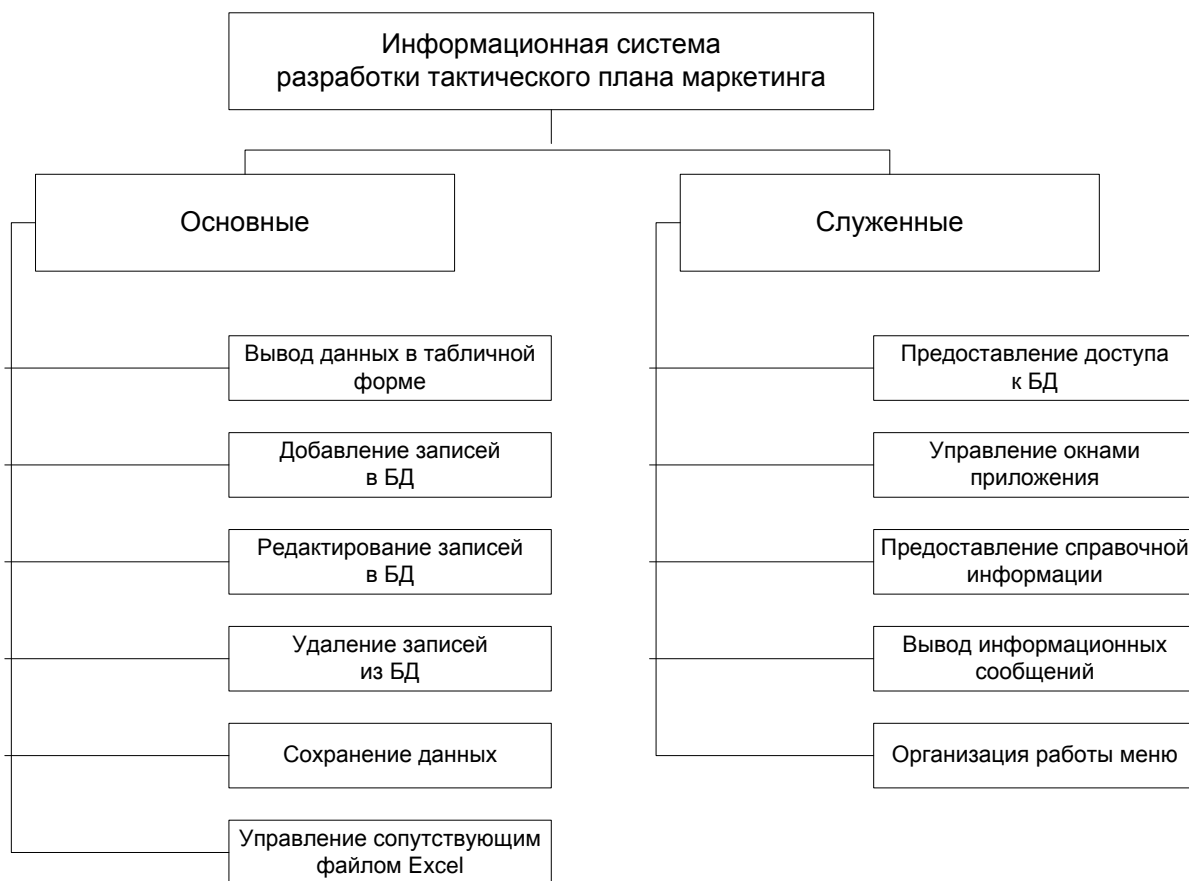 Информационная система
разработки тактического плана маркетинга
Основные
Служенные
Вывод данных в табличной
форме
Добавление записей
в БД
Редактирование записей
в БД
Удаление записей
из БД
Сохранение данных
Управление сопутствующим
файлом Excel
Предоставление доступа
к БД
Управление окнами
приложения
Предоставление справочной
информации
Вывод информационных
сообщений
Организация работы меню